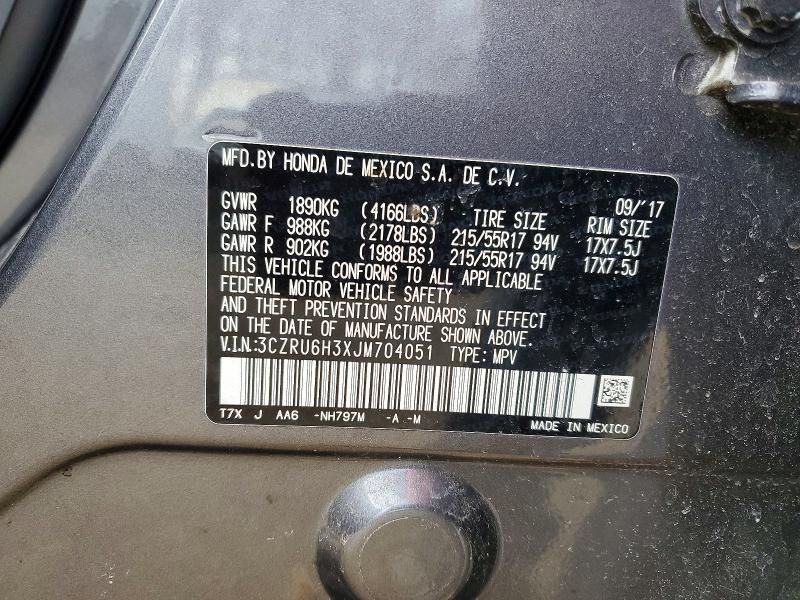 MFD.BY HONDA DE MEXICO S.A. DE C.V.
09/'17
GVWR 1890KG (4166LBS) TIRE SIZE RIM SIZE
GAWR F 988KG (2178LBS) 215/55R17 94V 17X7.5J
GAWR R 902KG (1988LBS) 215/55R17 94V 17X7.5J
THIS VEHICLE CONFORMS TO ALL APPLICABLE
FEDERAL MOTOR VEHICLE SAFETY
AND THEFT PREVENTION STANDARDS IN EFFECT
ON THE DATE OF MANUFACTURE SHOWN ABOVE.
V.I.N.:3CZRU6H3XJM704051 TYPE: MPV
T7X J AA6 -NH797M -A -M
MADE IN MEXICO